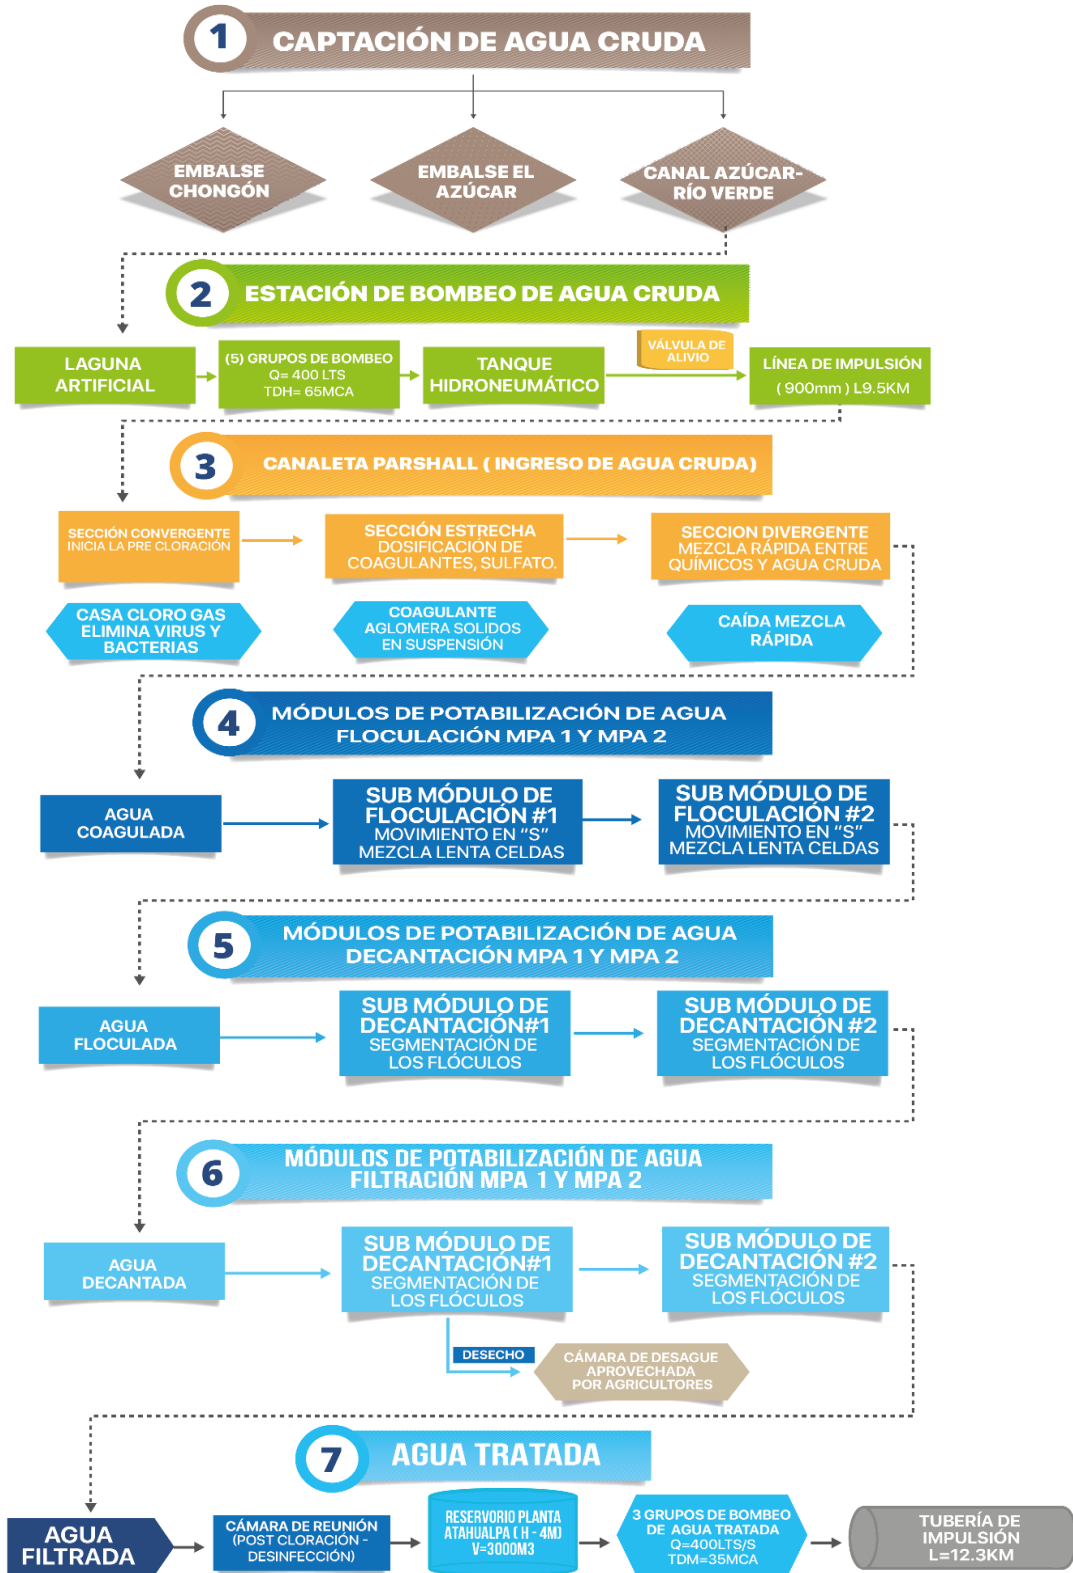 1
CAPTACIÓN DE AGUA CRUDA
EMBALSE
CHONGÓN
EMBALSE EL
AZÚCAR
CANAL AZÚCAR-
RÍO VERDE
2
ESTACIÓN DE BOMBEO DE AGUA CRUDA
LAGUNA
ARTIFICIAL
(5) GRUPOS DE BOMBEO
Q= 400 LTS
TDH= 65MCA
TANQUE
HIDRONEUMÁTICO
VÁLVULA DE
ALIVIO
LÍNEA DE IMPULSIÓN
( 900mm ) L9.5KM
3
CANALETA PARSHALL ( INGRESO DE AGUA CRUDA)
SECCIÓN CONVERGENTE
INICIA LA PRE CLORACIÓN
SECCIÓN ESTRECHA
DOSIFICACIÓN DE
COAGULANTES, SULFATO.
SECCION DIVERGENTE
MEZCLA RÁPIDA ENTRE
QUÍMICOS Y AGUA CRUDA
CASA CLORO GAS
ELIMINA VIRUS Y
BACTERIAS
COAGULANTE
AGLOMERA SOLIDOS
EN SUSPENSIÓN
CAÍDA MEZCLA
RÁPIDA
4
MÓDULOS DE POTABILIZACIÓN DE AGUA
FLOCULACIÓN MPA 1 Y MPA 2
AGUA
COAGULADA
SUB MÓDULO DE
FLOCULACIÓN #1
MOVIMIENTO EN “S”
MEZCLA LENTA CELDAS
SUB MÓDULO DE
FLOCULACIÓN #2
MOVIMIENTO EN “S”
MEZCLA LENTA CELDAS
5
MÓDULOS DE POTABILIZACIÓN DE AGUA
DECANTACIÓN MPA 1 Y MPA 2
AGUA
FLOCULADA
SUB MÓDULO DE
DECANTACIÓN#1
SEGMENTACIÓN DE
LOS FLÓCULOS
SUB MÓDULO DE
DECANTACIÓN #2
SEGMENTACIÓN DE
LOS FLÓCULOS
6
MÓDULOS DE POTABILIZACIÓN DE AGUA
FILTRACIÓN MPA 1 Y MPA 2
AGUA
DECANTADA
SUB MÓDULO DE
DECANTACIÓN#1
SEGMENTACIÓN DE
LOS FLÓCULOS
SUB MÓDULO DE
DECANTACIÓN #2
SEGMENTACIÓN DE
LOS FLÓCULOS
DESECHO
CÁMARA DE DESAGUE
APROVECHADA
POR AGRICULTORES
7
AGUA TRATADA
AGUA
FILTRADA
CÁMARA DE REUNIÓN
(POST CLORACIÓN -
DESINFECCIÓN)
RESERVORIO PLANTA
ATAHUALPA ( H - 4M)
V=3000M3
3 GRUPOS DE BOMBEO
DE AGUA TRATADA
Q=400LTS/S
TDM=35MCA
TUBERÍA DE
IMPULSIÓN
L=12.3KM